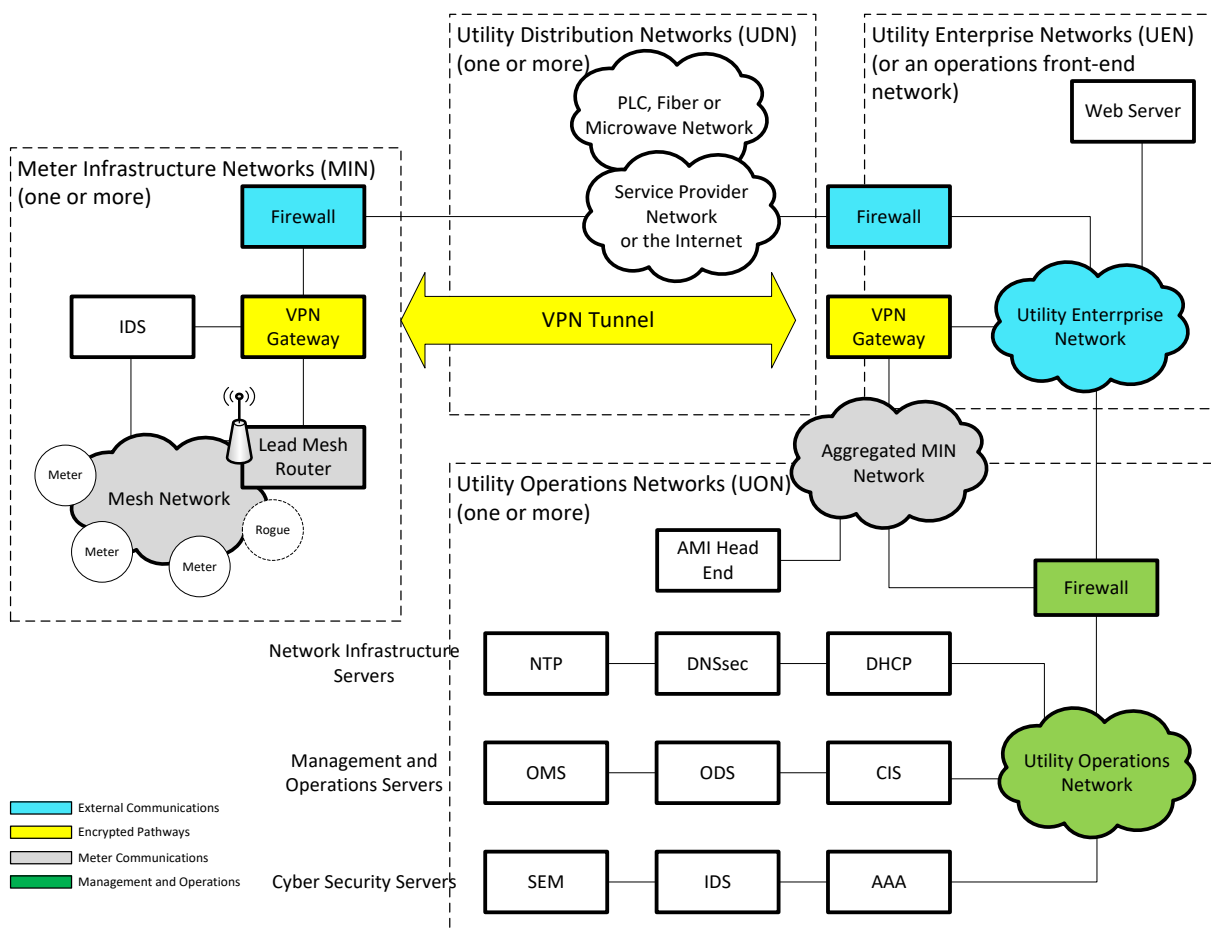 Utility Distribution Networks (UDN)
(one or more)
PLC, Fiber or
Microwave Network
Service Provider
Network
or the Internet
Utility Enterprise Networks (UEN)
(or an operations front-end
network)
Web Server
Meter Infrastructure Networks (MIN)
(one or more)
Firewall
Firewall
IDS
VPN
Gateway
VPN Tunnel
VPN
Gateway
Utility Enterrprise
Network
Lead Mesh
Router
Mesh Network
Meter
Meter
Meter
Rogue
Aggregated MIN
Network
Utility Operations Networks (UON)
(one or more)
AMI Head
End
Firewall
Network Infrastructure
Servers
NTP
DNSsec
DHCP
Management and
Operations Servers
OMS
ODS
CIS
Utility Operations
Network
Cyber Security Servers
SEM
IDS
AAA
External Communications
Encrypted Pathways
Meter Communications
Management and Operations